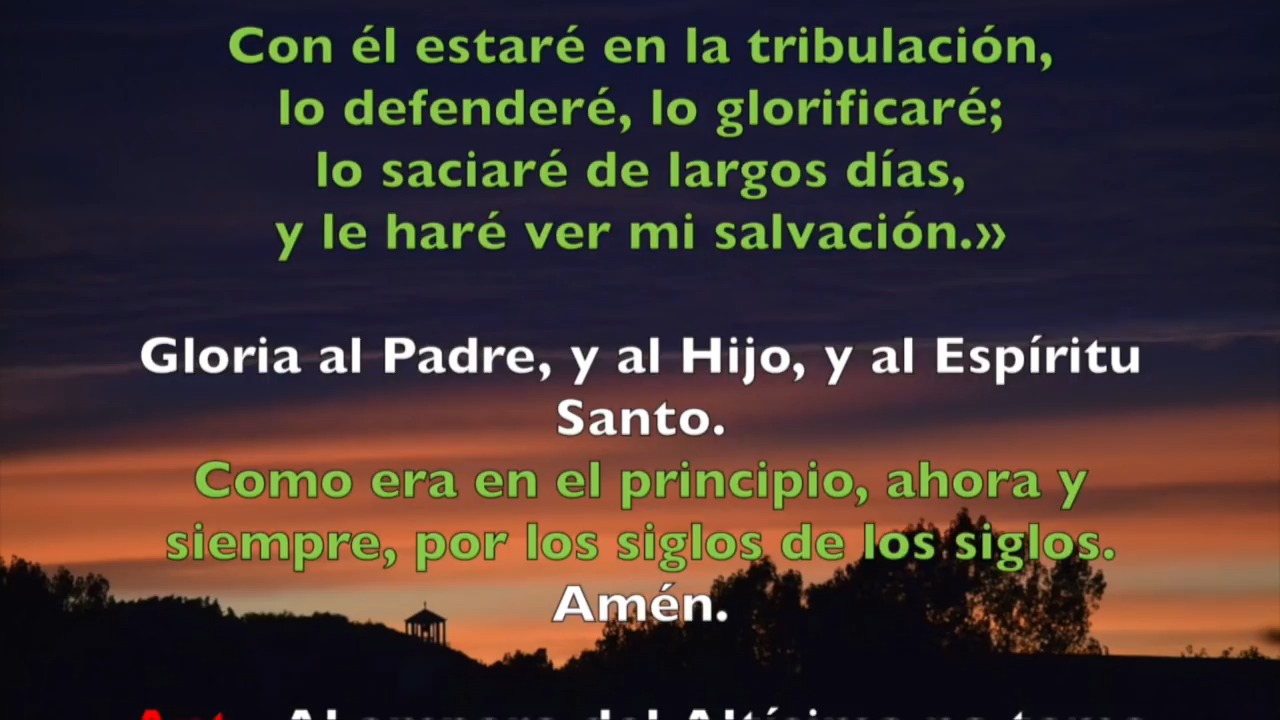 Con él estaré en la tribulación,
lo defenderé, lo glorificaré;
lo saciaré de largos días,
y le haré ver mi salvación.»
Gloria al Padre, y al Hijo, y al Espíritu
Santo.
Como era en el principio, ahora y
siempre, por los siglos de los siglos.
Amén.